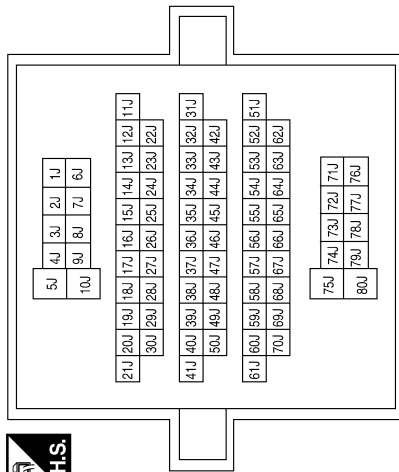 H.S.
5J 4J 3J 2J 1J
10J 9J 8J 7J 6J
21J 20J 19J 18J 17J 16J 15J 14J 13J 12J 11J
30J 29J 28J 27J 26J 25J 24J 23J 22J
41J 40J 39J 38J 37J 36J 35J 34J 33J 32J 31J
50J 49J 48J 47J 46J 45J 44J 43J 42J
61J 60J 59J 58J 57J 56J 55J 54J 53J 52J 51J
70J 69J 68J 67J 66J 65J 64J 63J 62J
75J 74J 73J 72J 71J
80J 79J 78J 77J 76J